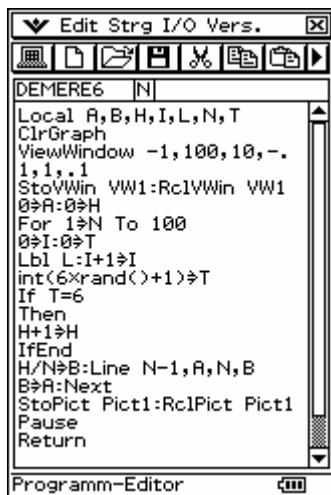 Edit Strg I/O Vers.
DEMERE6 N
Local A,B,H,I,L,N,T
ClrGraph
ViewWindow -1,100,10,-.
1,1,.1
StoVWin VW1:RclVWin VW1
0⇒A:0⇒H
For 1⇒N To 100
0⇒I:0⇒T
Lbl L:I+1⇒I
int(6×rand()+1)⇒T
If T=6
Then
H+1⇒H
IfEnd
H/N⇒B:Line N-1,A,N,B
B⇒A:Next
StoPict Pict1:RclPict Pict1
Pause
Return
Programm-Editor